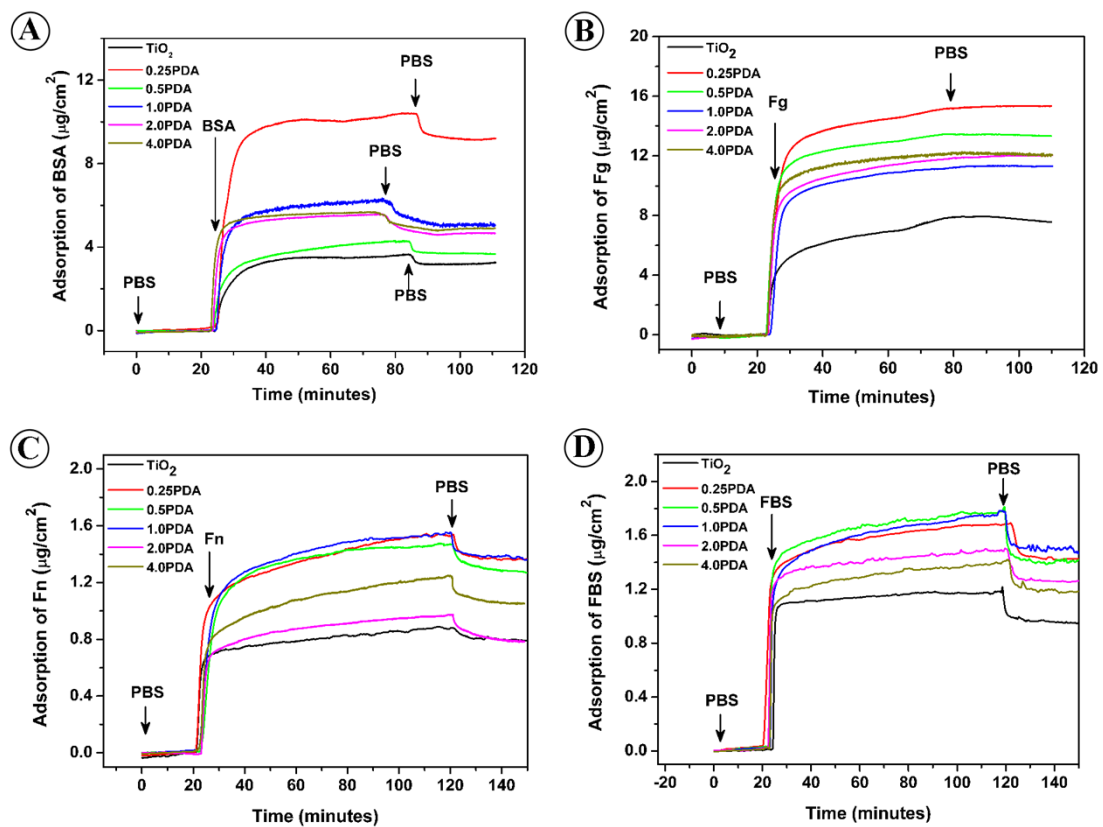 A
Adsorption of BSA (μg/cm²)
12
8
4
0
TiO₂
0.25PDA
0.5PDA
1.0PDA
2.0PDA
4.0PDA
PBS
BSA
PBS
PBS
PBS
0 20 40 60 80 100 120
Time (minutes)
B
Adsorption of Fg (μg/cm²)
20
16
12
8
4
0
TiO₂
0.25PDA
0.5PDA
1.0PDA
2.0PDA
4.0PDA
PBS
Fg
PBS
0 20 40 60 80 100 120
Time (minutes)
C
Adsorption of Fn (μg/cm²)
2.0
1.6
1.2
0.8
0.4
0.0
TiO₂
0.25PDA
0.5PDA
1.0PDA
2.0PDA
4.0PDA
PBS
Fn
PBS
0 20 40 60 80 100 120 140
Time (minutes)
D
Adsorption of FBS (μg/cm²)
2.0
1.6
1.2
0.8
0.4
0.0
TiO₂
0.25PDA
0.5PDA
1.0PDA
2.0PDA
4.0PDA
PBS
FBS
PBS
-20 0 20 40 60 80 100 120 140
Time (minutes)